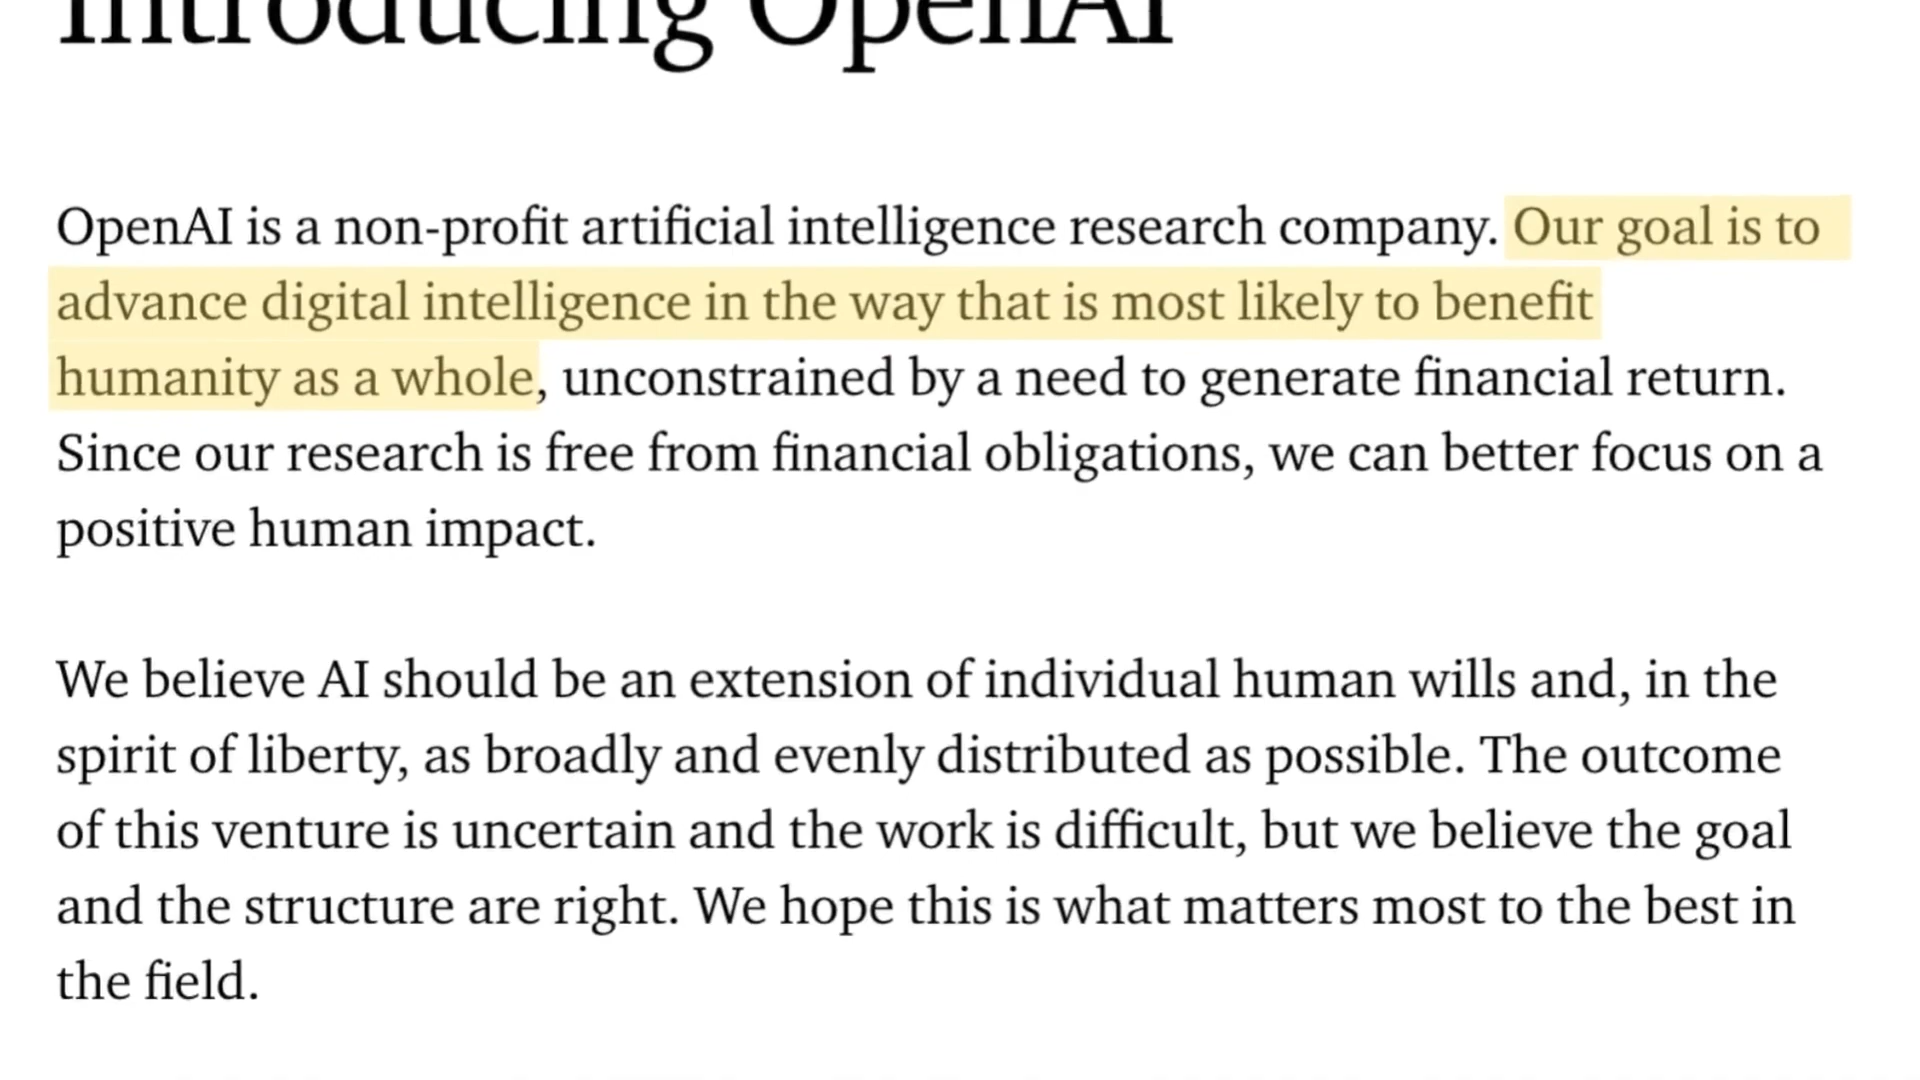 Introducing OpenAI
OpenAI is a non-profit artificial intelligence research company. Our goal is to
advance digital intelligence in the way that is most likely to benefit
humanity as a whole, unconstrained by a need to generate financial return.
Since our research is free from financial obligations, we can better focus on a
positive human impact.
We believe AI should be an extension of individual human wills and, in the
spirit of liberty, as broadly and evenly distributed as possible. The outcome
of this venture is uncertain and the work is difficult, but we believe the goal
and the structure are right. We hope this is what matters most to the best in
the field.